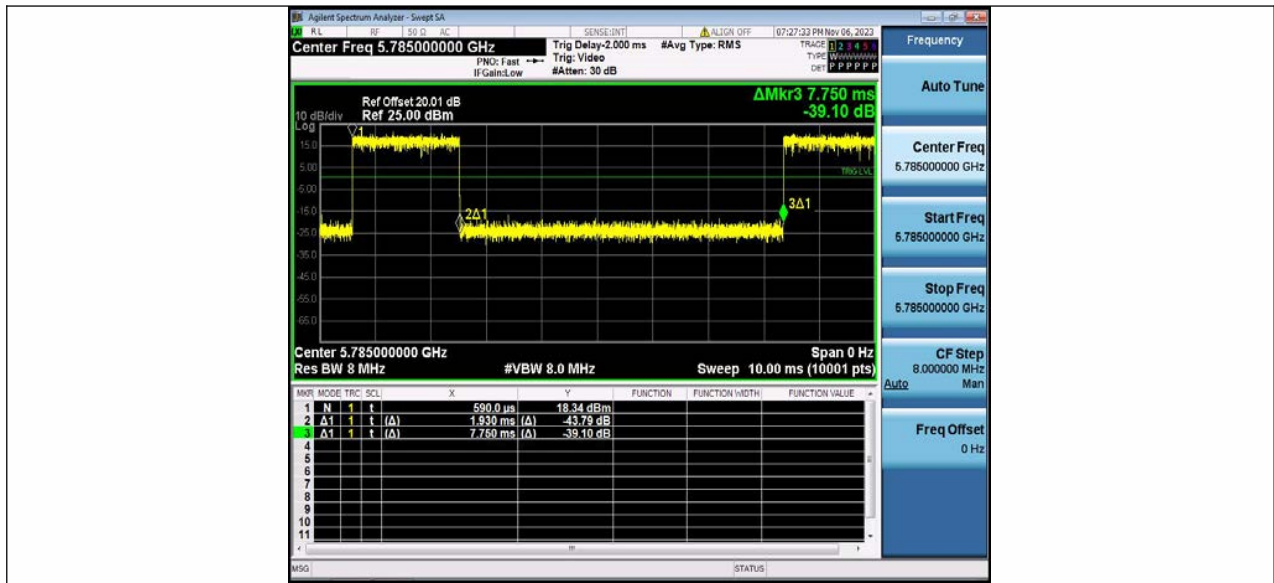 Agilent Spectrum Analyzer - Swept SA
RL RF 50 Ω AC SENSE:INT ALIGN OFF 07:27:33 PM Nov 06, 2023
Center Freq 5.785000000 GHz
PNO: Fast
IFGain:Low
Trig Delay-2.000 ms
Trig: Video
#Atten: 30 dB
#Avg Type: RMS
TRACE 1 2 3 4 5 6
TYPE WWWWWW
DET P P P P P P
Frequency
Auto Tune
Center Freq
5.785000000 GHz
Start Freq
5.785000000 GHz
Stop Freq
5.785000000 GHz
CF Step
8.000000 MHz
Auto Man
Freq Offset
0 Hz
ΔMkr3 7.750 ms
-39.10 dB
Ref Offset 20.01 dB
10 dB/div Ref 25.00 dBm
Log
1
15.0
5.00
TRIG LVL
-5.00
-15.0
2Δ1
3Δ1
-25.0
-35.0
-45.0
-55.0
-65.0
Center 5.785000000 GHz Span 0 Hz
Res BW 8 MHz #VBW 8.0 MHz Sweep 10.00 ms (10001 pts)
MKR MODE TRC SCL X Y FUNCTION FUNCTION WIDTH FUNCTION VALUE
1 N 1 t 590.0 µs 18.34 dBm
2 Δ1 1 t (Δ) 1.930 ms (Δ) -43.79 dB
3 Δ1 1 t (Δ) 7.750 ms (Δ) -39.10 dB
4
5
6
7
8
9
10
11
MSG STATUS